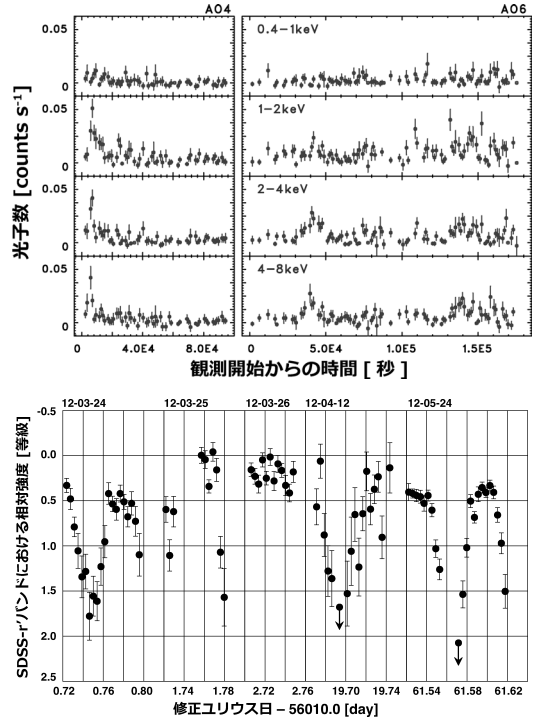 AO4 AO6
0.4−1keV
0.05
0
1−2keV
0.05
0
2−4keV
0.05
0
4−8keV
0.05
0
光子数 [counts s⁻¹]
0 4.0E4 8.0E4 0 5.0E4 1.0E5 1.5E5
観測開始からの時間 [ 秒 ]
12-03-24 12-03-25 12-03-26 12-04-12 12-05-24
-0.5
0.0
0.5
1.0
1.5
2.0
2.5
SDSS-r'バンドにおける相対強度 [等級]
0.72 0.76 0.80 1.74 1.78 2.72 2.76 19.70 19.74 61.54 61.58 61.62
修正ユリウス日 – 56010.0 [day]